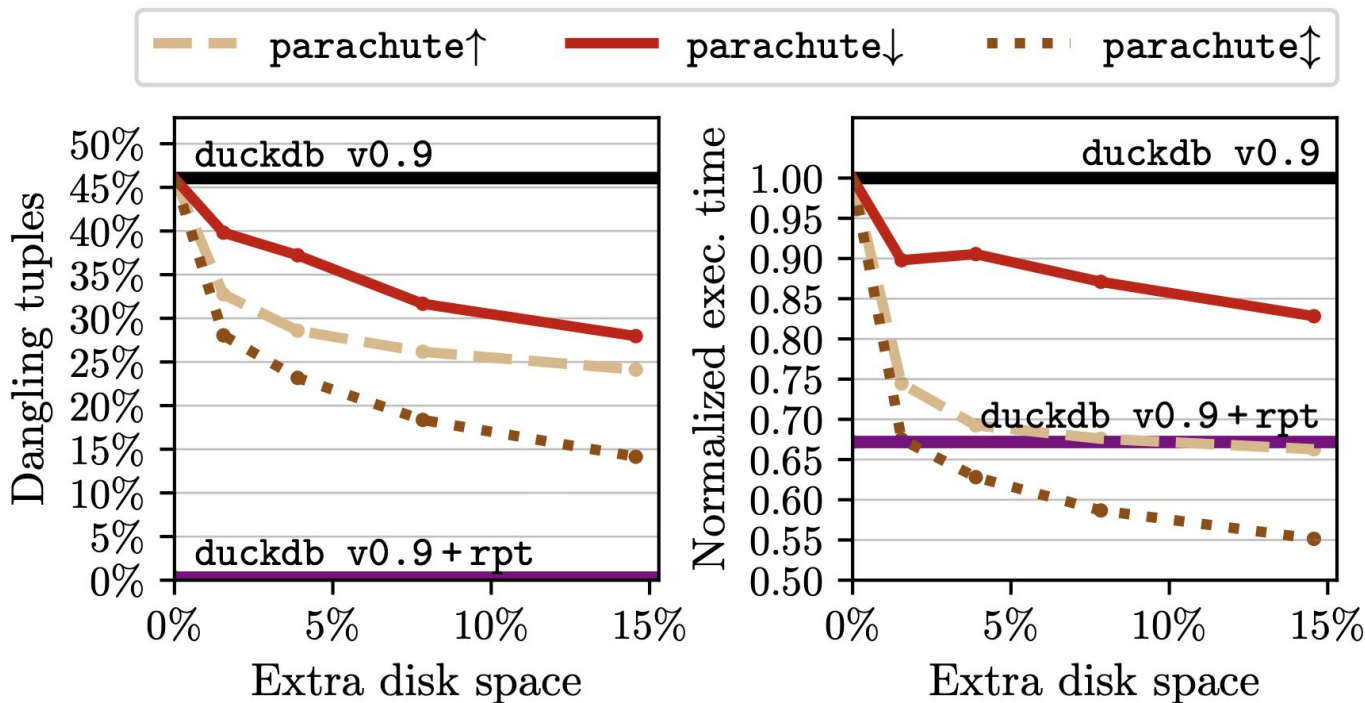 parachute↑ parachute↓ parachute↕
Dangling tuples
50%
45%
40%
35%
30%
25%
20%
15%
10%
5%
0%
duckdb v0.9
duckdb v0.9+rpt
0% 5% 10% 15%
Extra disk space
Normalized exec. time
1.00
0.95
0.90
0.85
0.80
0.75
0.70
0.65
0.60
0.55
0.50
duckdb v0.9
duckdb v0.9+rpt
0% 5% 10% 15%
Extra disk space